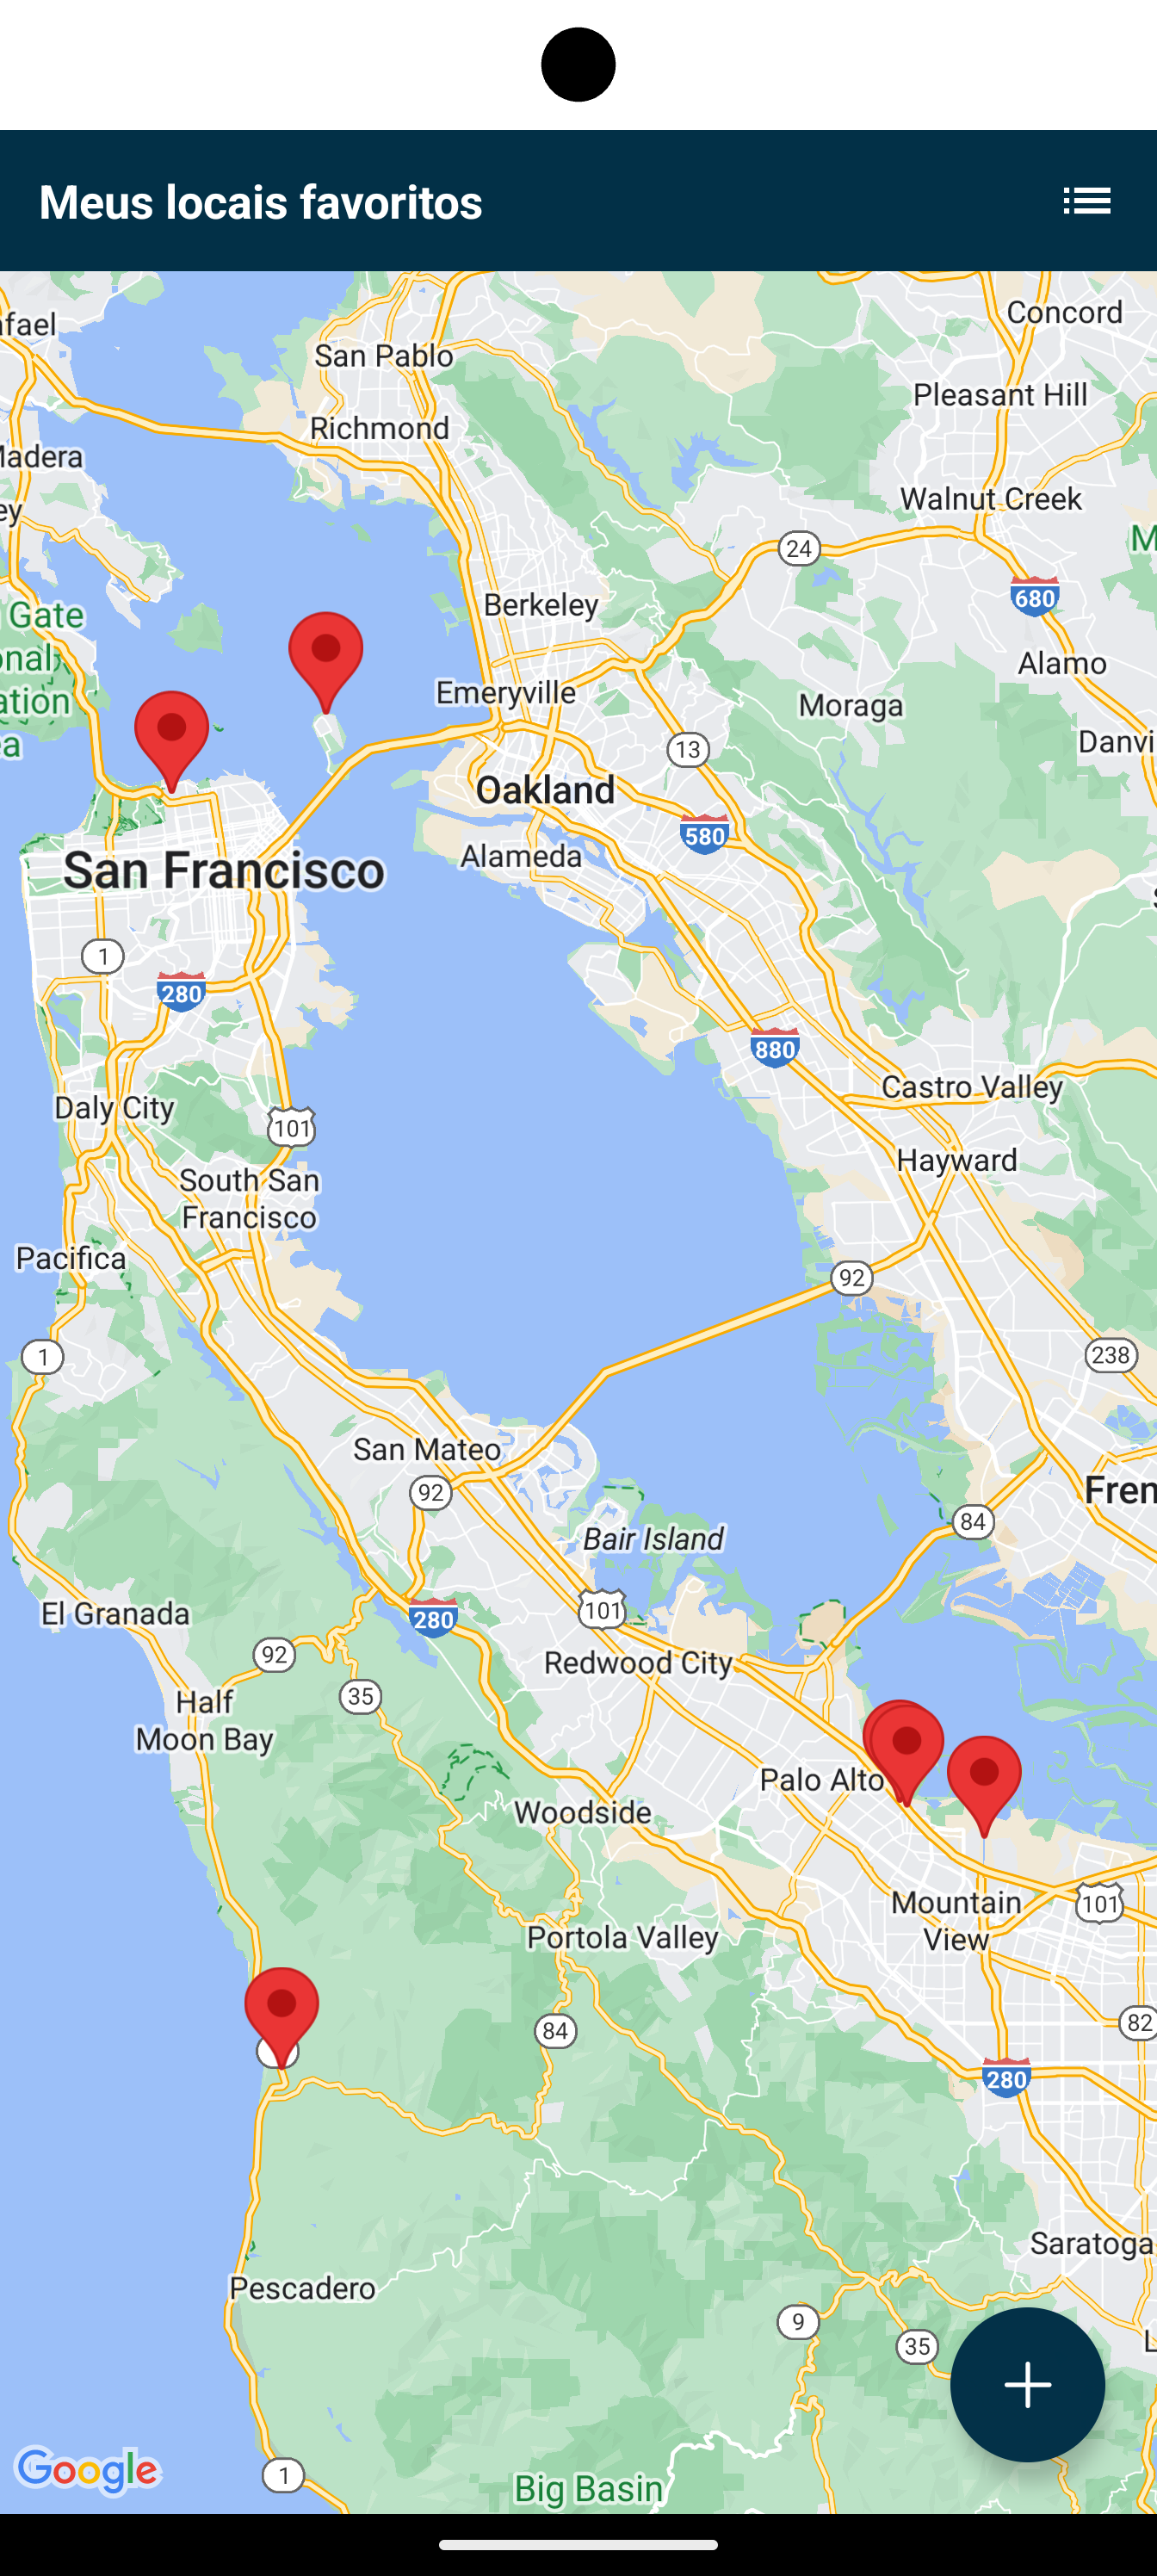 Meus locais favoritos
Concord
afael
San Pablo
Pleasant Hill
Richmond
Madera
Walnut Creek
ey
24
M
680
Berkeley
Gate
onal
ation
ea
Alamo
Emeryville
Moraga
13
Danvi
Oakland
580
Alameda
San Francisco
1
280
880
Castro Valley
Daly City
101
Hayward
South San
Francisco
Pacifica
92
1
238
San Mateo
92
Fren
84
Bair Island
El Granada
280
101
92
Redwood City
35
Half
Moon Bay
Palo Alto
Woodside
Mountain
View
101
Portola Valley
84
82
280
Saratoga
Pescadero
9
35
L
Google
1
Big Basin